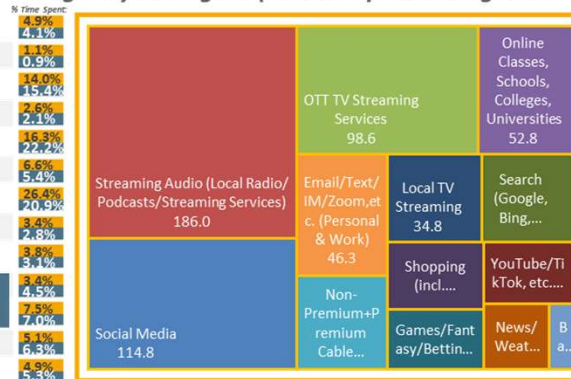 % Time Spent:
4.9%
4.1%
1.1%
0.9%
14.0%
15.4%
2.6%
2.1%
16.3%
22.2%
6.6%
5.4%
26.4%
20.9%
3.4%
2.8%
3.8%
3.1%
3.4%
4.5%
7.5%
7.0%
5.1%
6.3%
4.9%
5.3%
Streaming Audio (Local Radio/
Podcasts/Streaming Services)
186.0
Social Media
114.8
OTT TV Streaming
Services
98.6
Online
Classes,
Schools,
Colleges,
Universities
52.8
Email/Text/
IM/Zoom,et
c. (Personal
& Work)
46.3
Local TV
Streaming
34.8
Search
(Google,
Bing,...
Non-
Premium+P
remium
Cable...
Shopping
(incl....
YouTube/Ti
kTok, etc....
Games/Fant
asy/Bettin...
News/
Weat...
B
a...